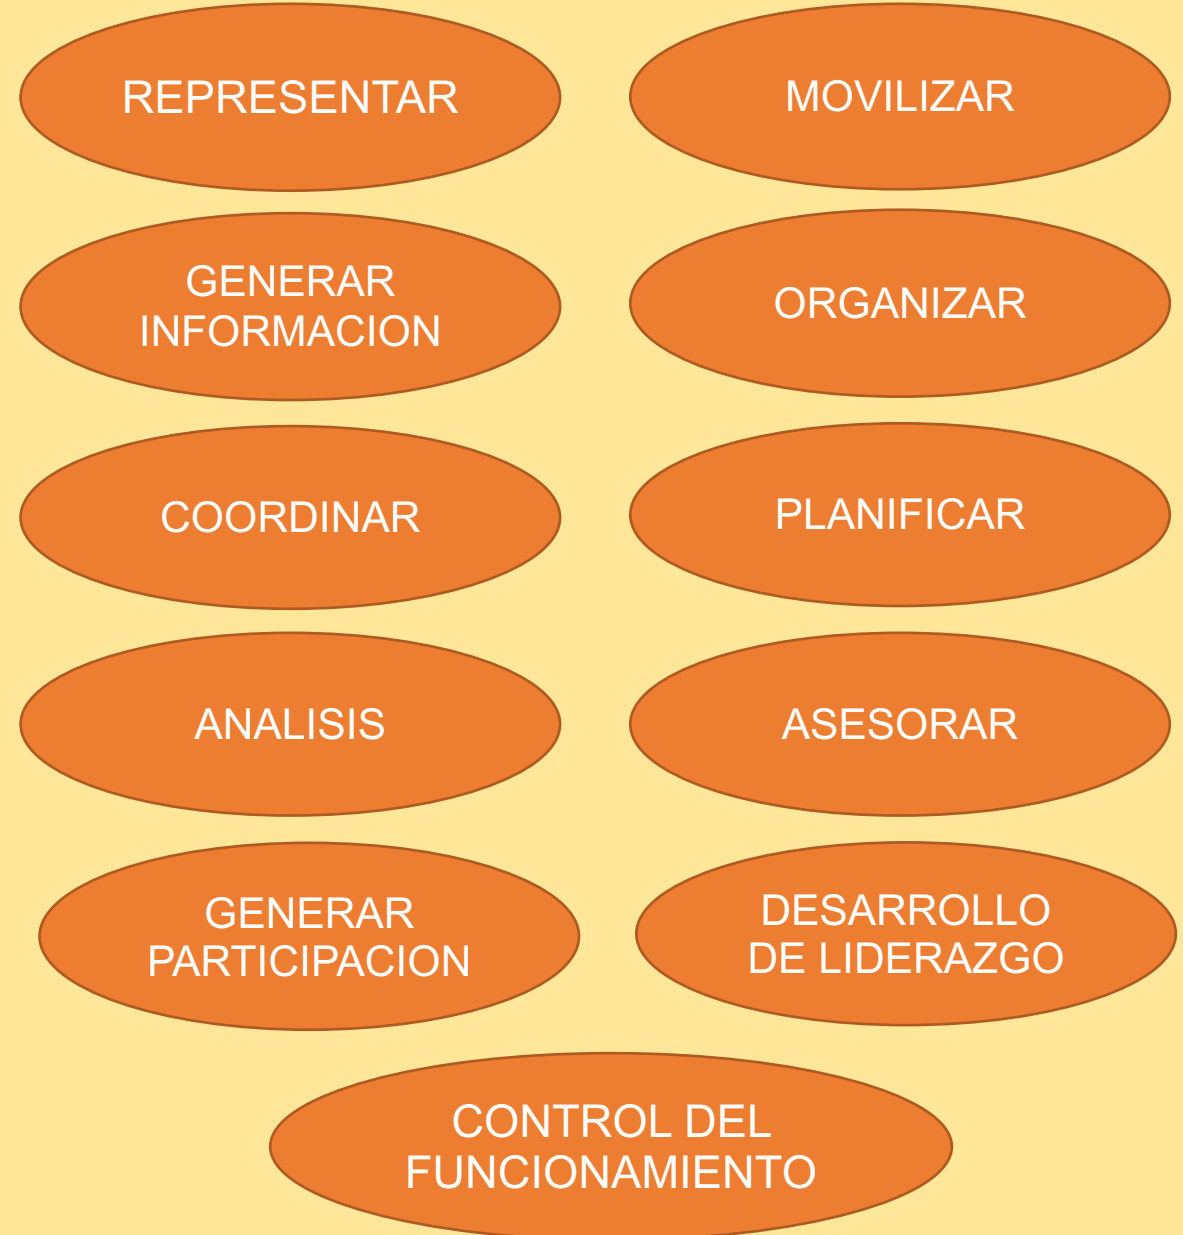 REPRESENTAR
MOVILIZAR
GENERAR
INFORMACION
ORGANIZAR
COORDINAR
PLANIFICAR
ANALISIS
ASESORAR
GENERAR
PARTICIPACION
DESARROLLO
DE LIDERAZGO
CONTROL DEL
FUNCIONAMIENTO